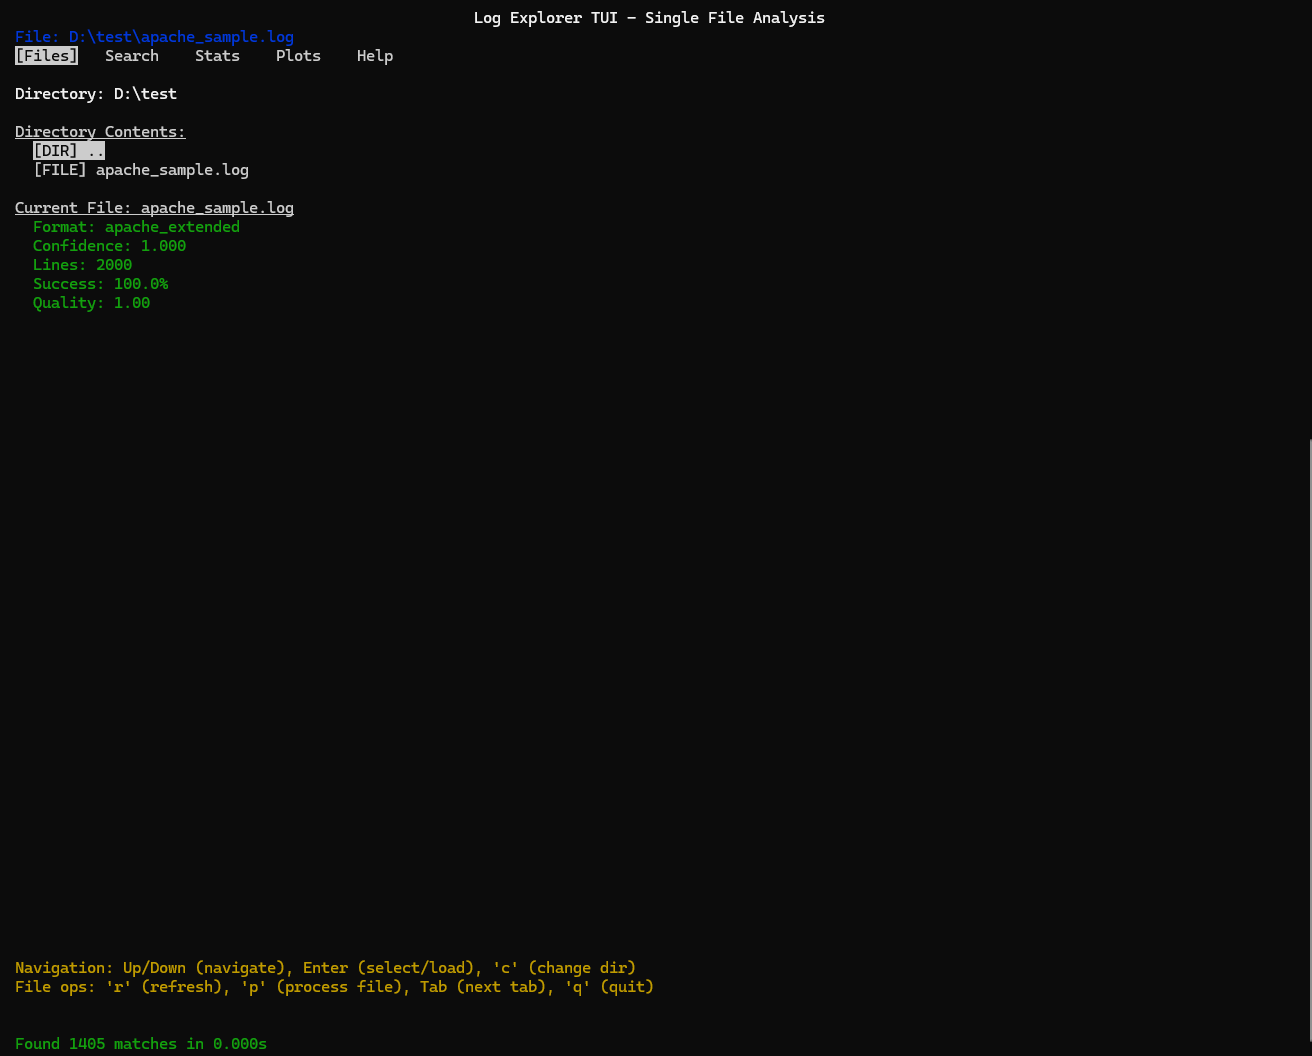 Log Explorer TUI – Single File Analysis
File: D:\test\apache_sample.log
[Files] Search Stats Plots Help
Directory: D:\test
Directory Contents:
[DIR] ..
[FILE] apache_sample.log
Current File: apache_sample.log
Format: apache_extended
Confidence: 1.000
Lines: 2000
Success: 100.0%
Quality: 1.00
Navigation: Up/Down (navigate), Enter (select/load), 'c' (change dir)
File ops: 'r' (refresh), 'p' (process file), Tab (next tab), 'q' (quit)
Found 1405 matches in 0.000s